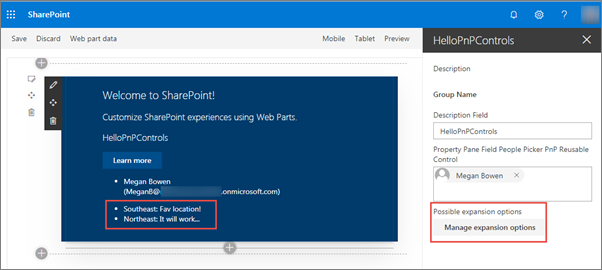 SharePoint
Save Discard Web part data Mobile Tablet Preview
Welcome to SharePoint!
Customize SharePoint experiences using Web Parts.
HelloPnPControls
Learn more
Megan Bowen
(MeganB@ .onmicrosoft.com)
Southeast: Fav location!
Northeast: It will work...
HelloPnPControls
Description
Group Name
Description Field
HelloPnPControls
Property Pane Field People Picker PnP Reusable
Control
Megan Bowen
Possible expansion options
Manage expansion options